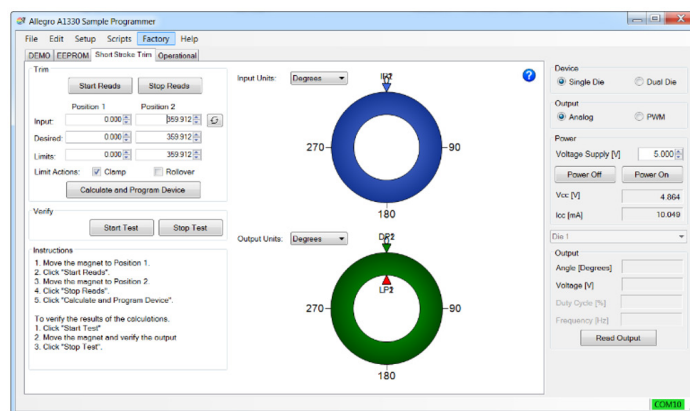 Allegro A1330 Sample Programmer
File Edit Setup Scripts Factory Help
DEMO EEPROM Short Stroke Trim Operational
Trim
Start Reads Stop Reads
Position 1 Position 2
Input: 0.000 359.912
Desired: 0.000 359.912
Limits: 0.000 359.912
Limit Actions: Clamp Rollover
Calculate and Program Device
Verify
Start Test Stop Test
Instructions
1. Move the magnet to Position 1.
2. Click "Start Reads".
3. Move the magnet to Position 2.
4. Click "Stop Reads".
5. Click "Calculate and Program Device".
To verify the results of the calculations.
1. Click "Start Test"
2. Move the magnet and verify the output
3. Click "Stop Test".
Input Units: Degrees
270 90
180
Output Units: Degrees
270 90
180
?
Device
Single Die Dual Die
Output
Analog PWM
Power
Voltage Supply [V] 5.000
Power Off Power On
Vcc [V] 4.864
Icc [mA] 10.049
Die 1
Output
Angle [Degrees]
Voltage [V]
Duty Cycle [%]
Frequency [Hz]
Read Output
COM10